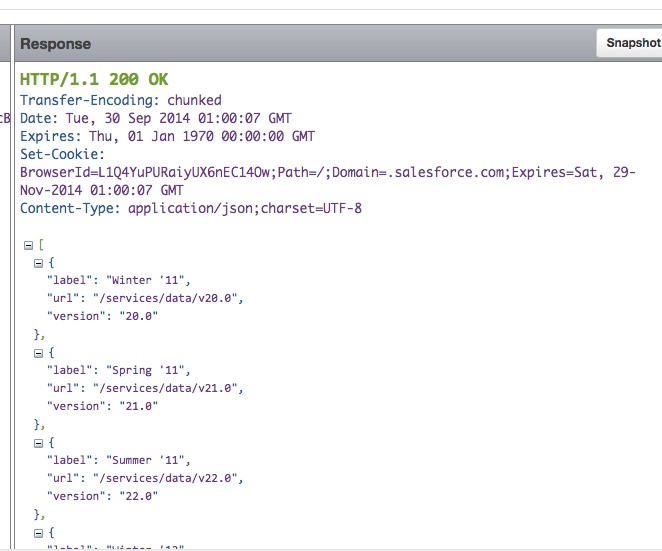 Response
Snapshot
HTTP/1.1 200 OK
Transfer-Encoding: chunked
Date: Tue, 30 Sep 2014 01:00:07 GMT
Expires: Thu, 01 Jan 1970 00:00:00 GMT
Set-Cookie:
BrowserId=L1Q4YuPURaiyUX6nEC14Ow;Path=/;Domain=.salesforce.com;Expires=Sat, 29-
Nov-2014 01:00:07 GMT
Content-Type: application/json;charset=UTF-8
[
{
"label": "Winter '11",
"url": "/services/data/v20.0",
"version": "20.0"
},
{
"label": "Spring '11",
"url": "/services/data/v21.0",
"version": "21.0"
},
{
"label": "Summer '11",
"url": "/services/data/v22.0",
"version": "22.0"
},
{